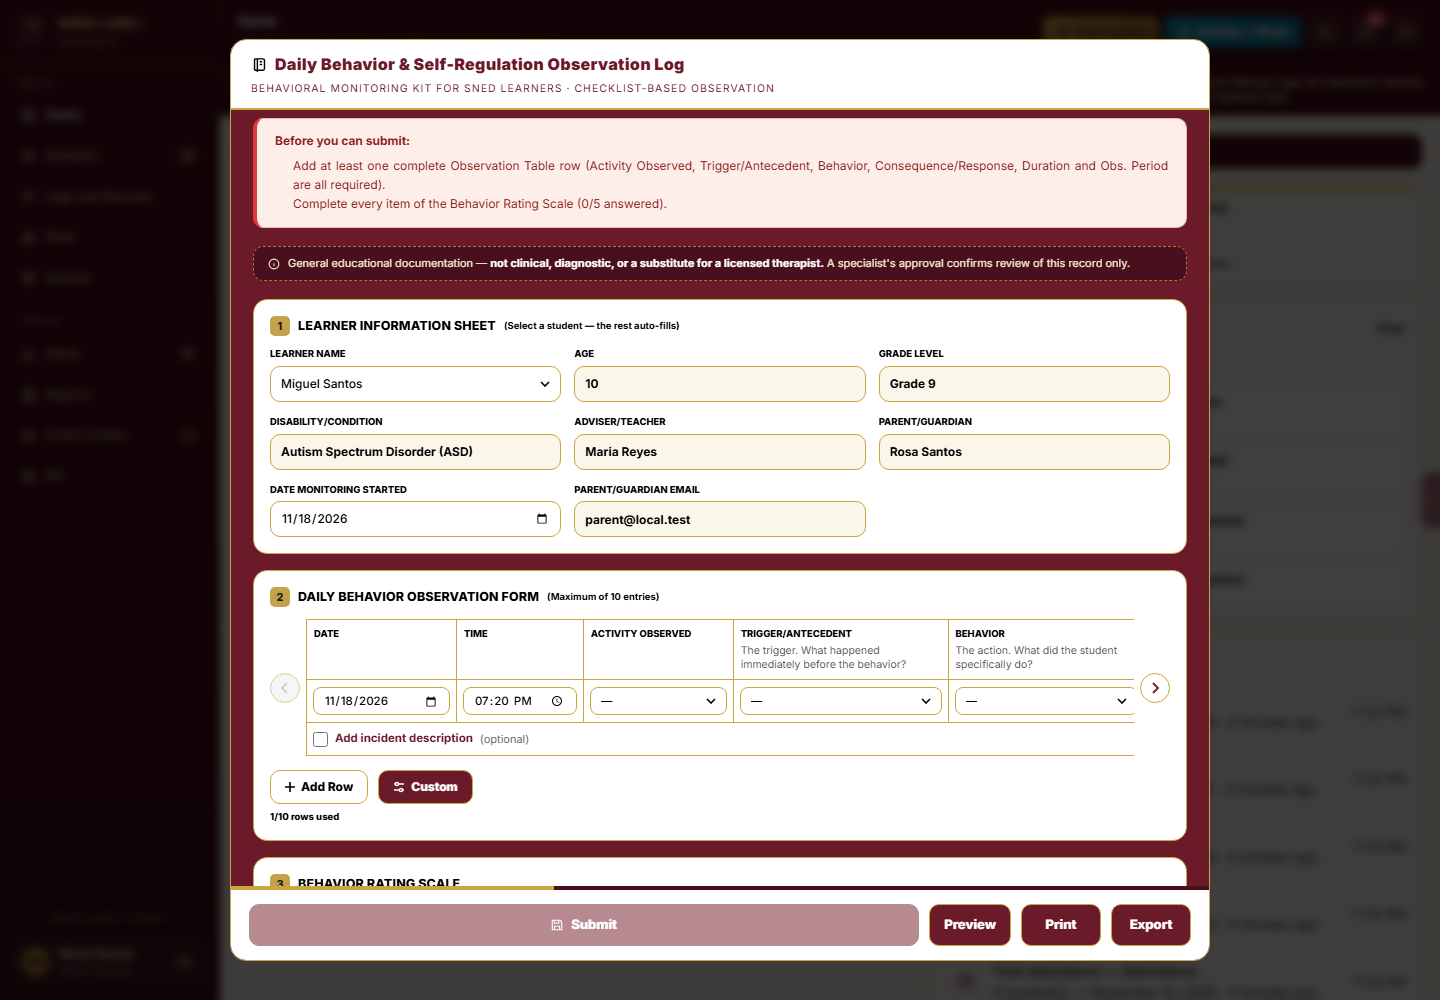 Daily Behavior & Self-Regulation Observation Log
BEHAVIORAL MONITORING KIT FOR SNED LEARNERS · CHECKLIST-BASED OBSERVATION
Before you can submit:
Add at least one complete Observation Table row (Activity Observed, Trigger/Antecedent, Behavior, Consequence/Response, Duration and Obs. Period
are all required).
Complete every item of the Behavior Rating Scale (0/5 answered).
General educational documentation — not clinical, diagnostic, or a substitute for a licensed therapist. A specialist's approval confirms review of this record only.
1 LEARNER INFORMATION SHEET (Select a student — the rest auto-fills)
LEARNER NAME AGE GRADE LEVEL
Miguel Santos 10 Grade 9
DISABILITY/CONDITION ADVISER/TEACHER PARENT/GUARDIAN
Autism Spectrum Disorder (ASD) Maria Reyes Rosa Santos
DATE MONITORING STARTED PARENT/GUARDIAN EMAIL
11/18/2026 parent@local.test
2 DAILY BEHAVIOR OBSERVATION FORM (Maximum of 10 entries)
DATE TIME ACTIVITY OBSERVED TRIGGER/ANTECEDENT BEHAVIOR
The trigger. What happened The action. What did the student
immediately before the behavior? specifically do?
11/18/2026 07:20 PM — — —
Add incident description (optional)
+ Add Row Custom
1/10 rows used
3 BEHAVIOR RATING SCALE
Submit Preview Print Export